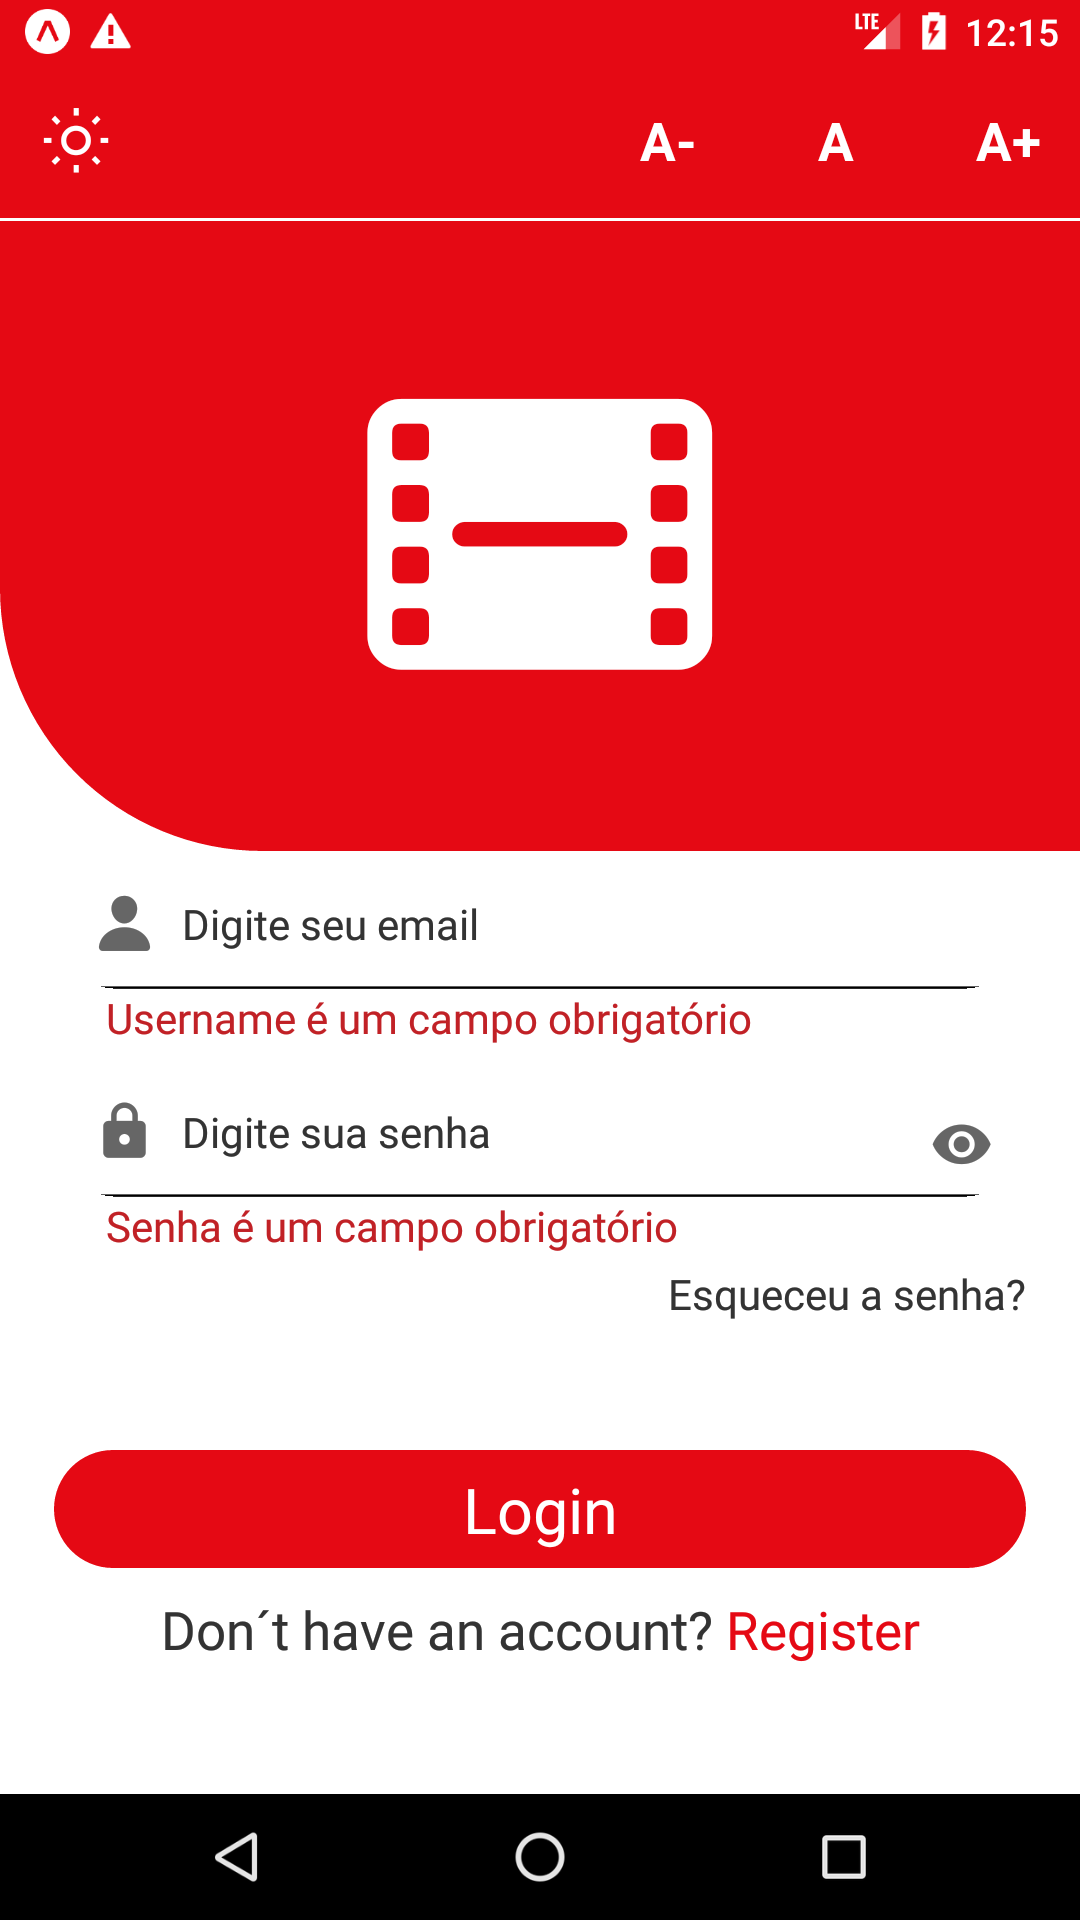 LTE 12:15
A- A A+
Digite seu email
Username é um campo obrigatório
Digite sua senha
Senha é um campo obrigatório
Esqueceu a senha?
Login
Don´t have an account? Register